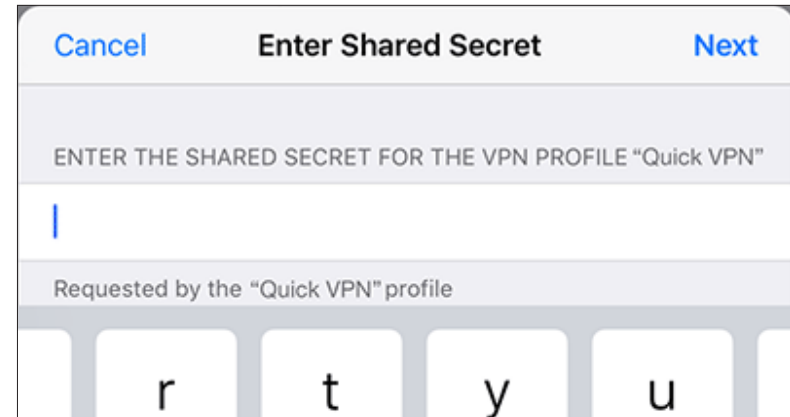 Cancel Enter Shared Secret Next
ENTER THE SHARED SECRET FOR THE VPN PROFILE “Quick VPN”
Requested by the “Quick VPN” profile
r t y u